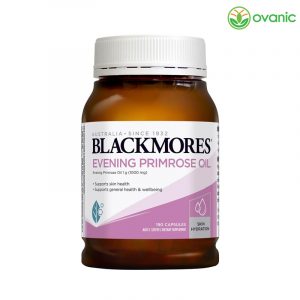 ovanic
AUSTRALIA • SINCE 1932
BLACKMORES®
EVENING PRIMROSE OIL
Evening Primrose Oil 1 g (1000 mg)
• Supports skin health
• Supports general health & wellbeing
190 CAPSULES
SKIN
HYDRATION